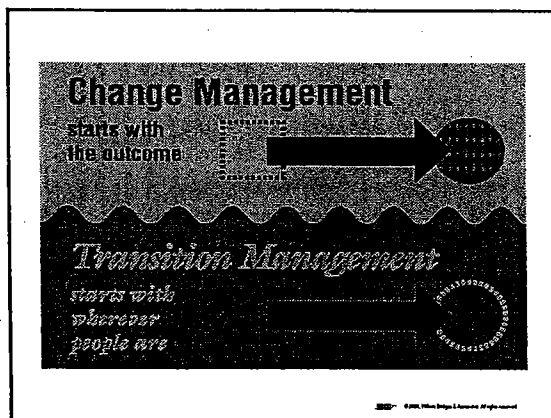 Change Management
starts with
the outcome
Transition Management
starts with
wherever
people are